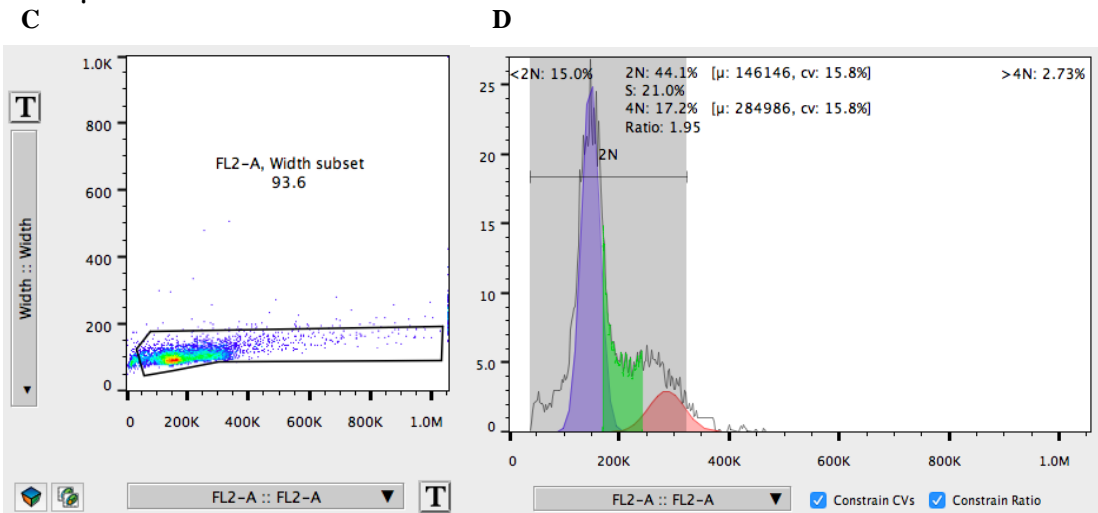 C
D
1.0K
800
600
400
200
0
Width :: Width
T
FL2-A, Width subset
93.6
0 200K 400K 600K 800K 1.0M
FL2-A :: FL2-A
T
25
20
15
10
5.0
0
<2N: 15.0%
2N: 44.1% [μ: 146146, cv: 15.8%]
>4N: 2.73%
S: 21.0%
4N: 17.2% [μ: 284986, cv: 15.8%]
Ratio: 1.95
2N
0 200K 400K 600K 800K 1.0M
FL2-A :: FL2-A
Constrain CVs
Constrain Ratio